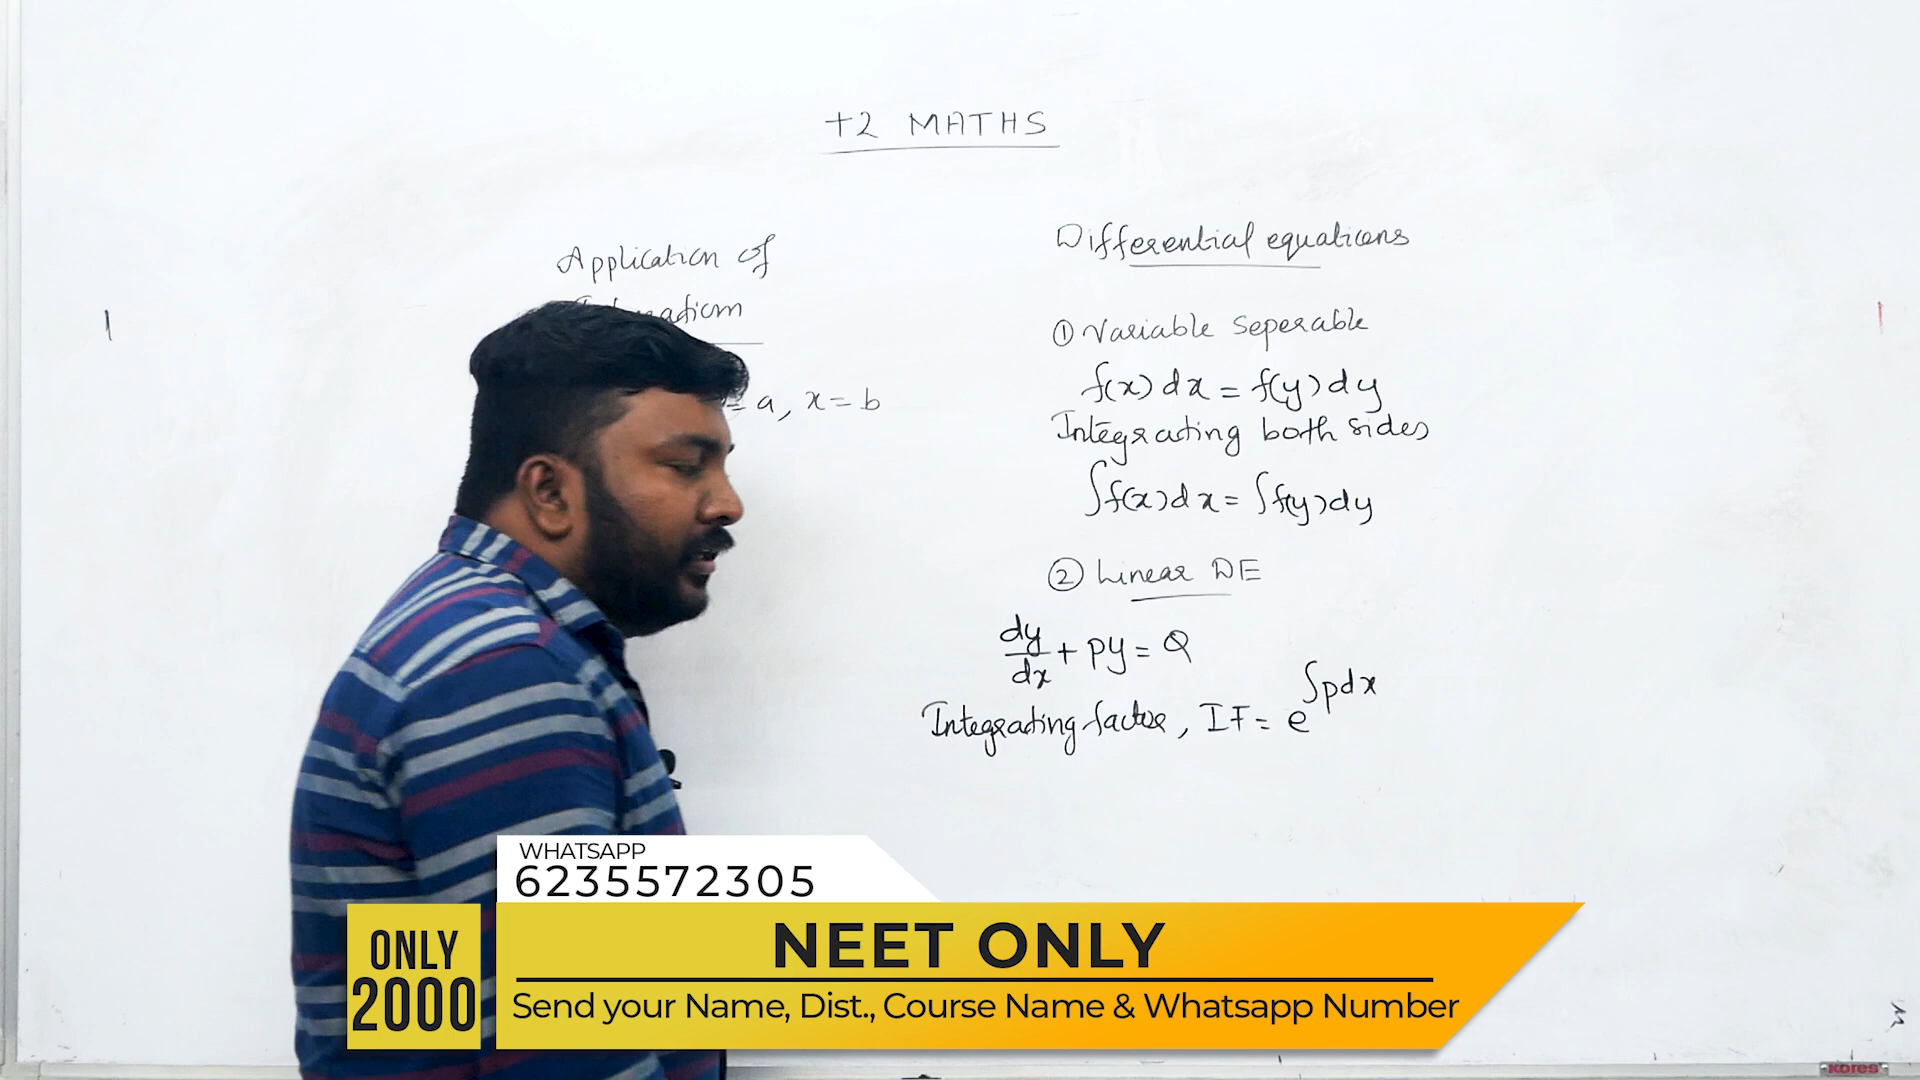 +2 MATHS
Application of
= a, x = b
Differential equations
① Variable Seperable
f(x) dx = f(y) dy
Integrating both sides
∫f(x)dx = ∫f(y)dy
② Linear DE
dy/dx + py = Q
Integrating factor, IF = e^∫pdx
WHATSAPP
6235572305
ONLY
2000
NEET ONLY
Send your Name, Dist., Course Name & Whatsapp Number
Kores